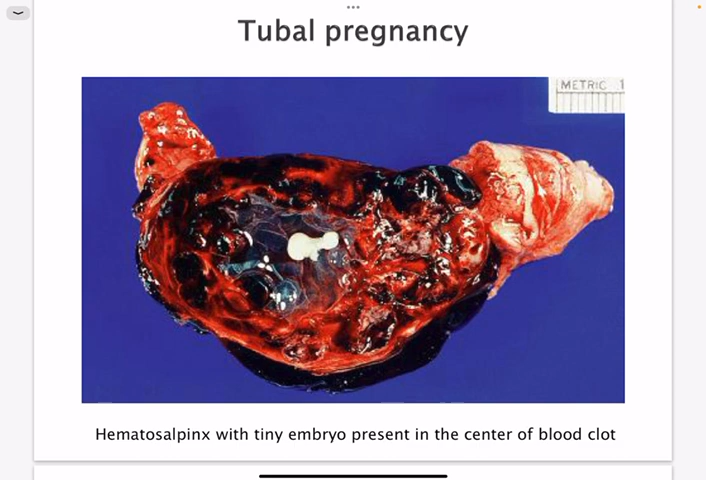 Tubal pregnancy
METRIC 1
Hematosalpinx with tiny embryo present in the center of blood clot